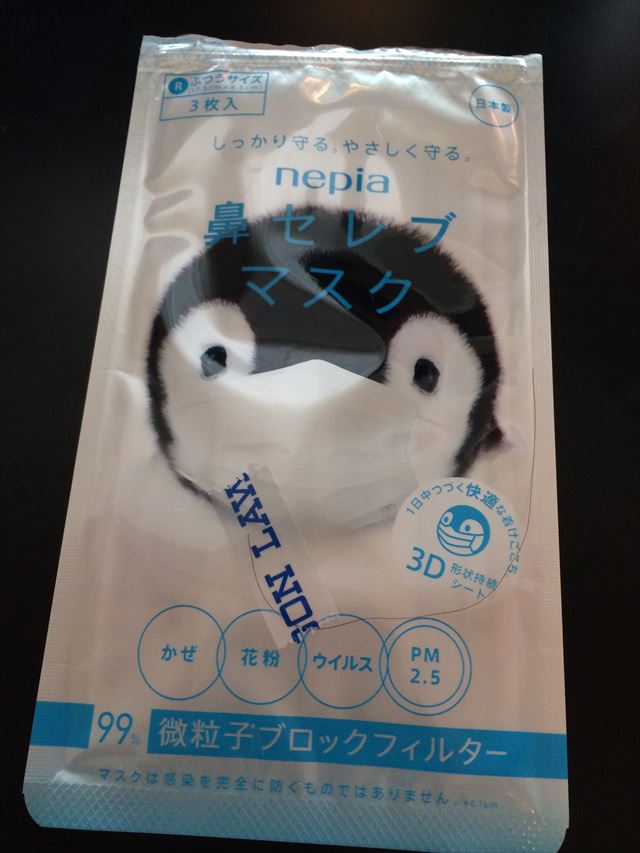 R ふつうサイズ
3枚入
日本製
しっかり守る。やさしく守る。
nepia
鼻セレブ
マスク
SON LAW
1日中つづく快適な着けごこち。
3D 形状持続
シート
かぜ
花粉
ウイルス
PM
2.5
99% 微粒子ブロックフィルター
マスクは感染を完全に防ぐものではありません。※0.1μm